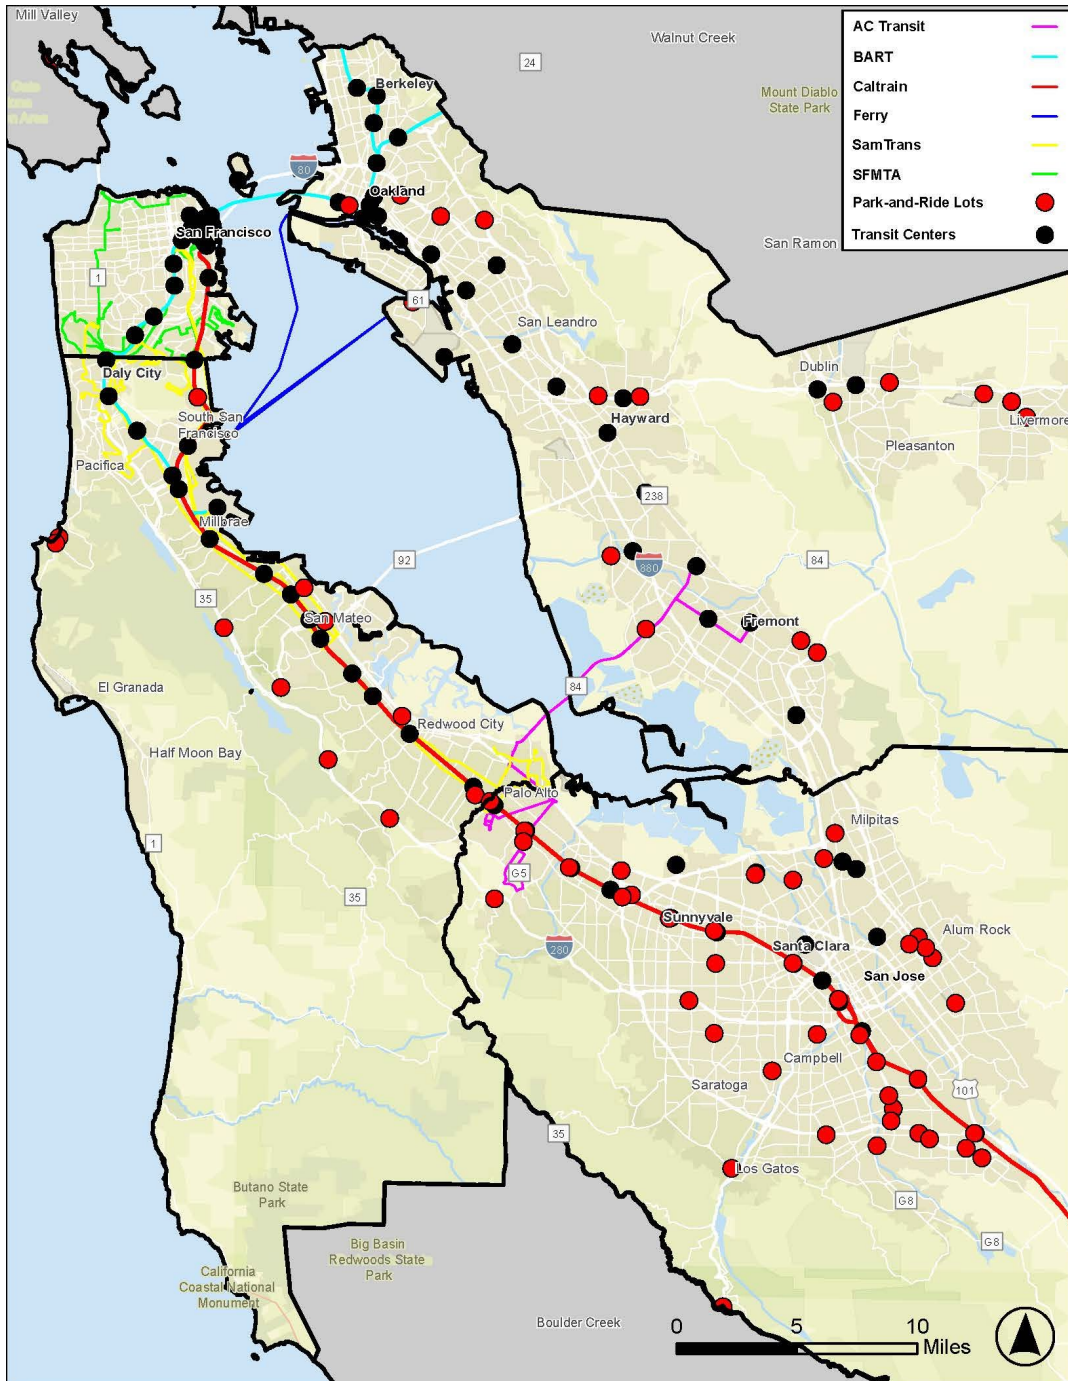 Mill Valley
Walnut Creek
24
Mount Diablo
State Park
San Ramon
AC Transit
BART
Caltrain
Ferry
SamTrans
SFMTA
Park-and-Ride Lots
Transit Centers
Berkeley
80
Oakland
San Francisco
1
61
San Leandro
Daly City
Dublin
Hayward
Livermore
Pleasanton
South San
Francisco
Pacifica
238
Millbrae
92
880
84
35
San Mateo
Fremont
El Granada
84
Redwood City
Half Moon Bay
Palo Alto
Milpitas
1
G5
35
Sunnyvale
Alum Rock
280
Santa Clara
San Jose
Campbell
Saratoga
101
35
Los Gatos
Butano State
Park
G8
G8
Big Basin
Redwoods State
Park
California
Coastal National
Monument
Boulder Creek
0
5
10
Miles